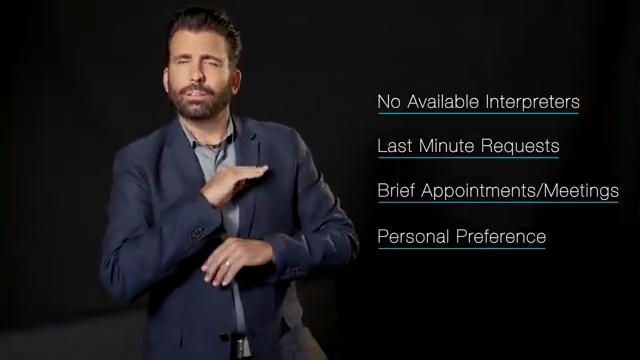 No Available Interpreters
Last Minute Requests
Brief Appointments/Meetings
Personal Preference